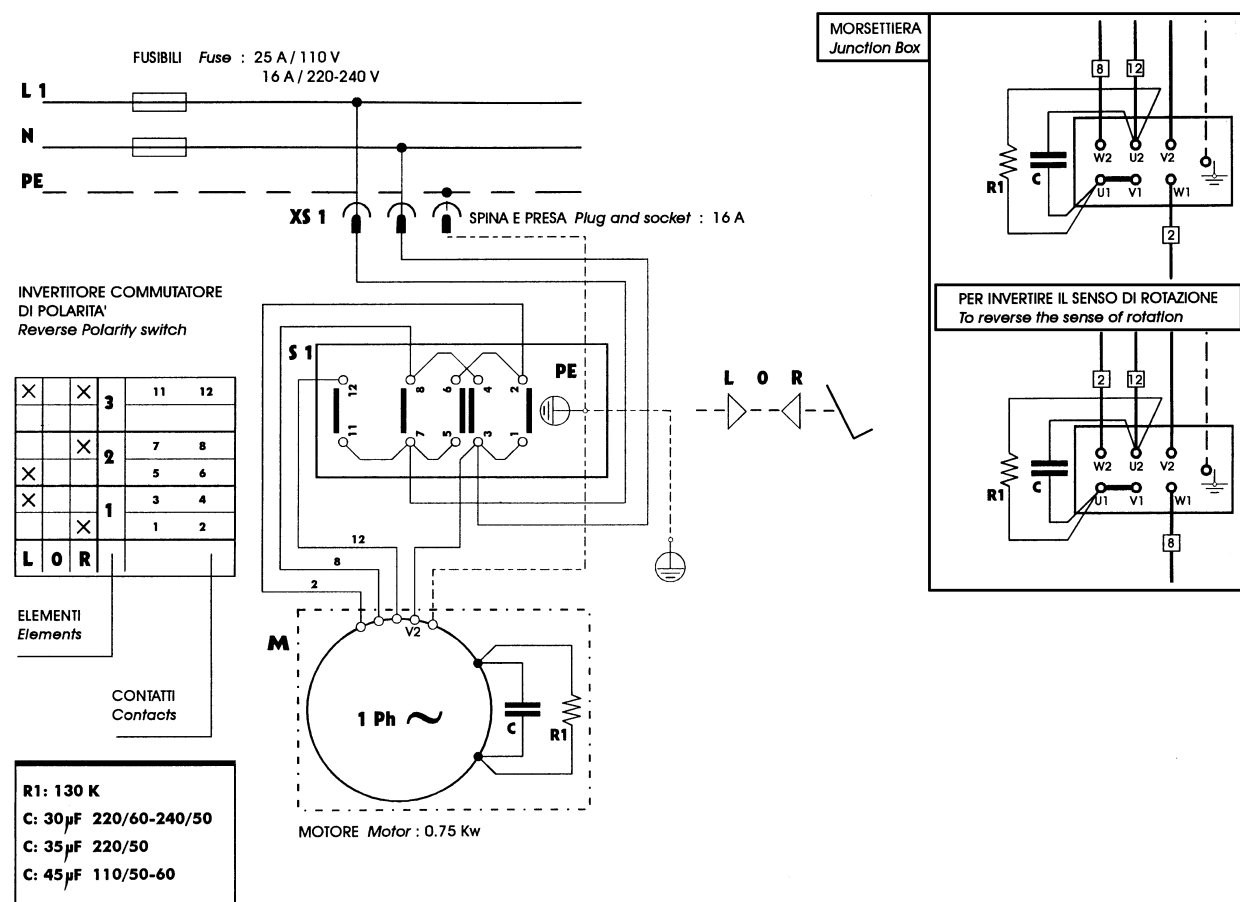 FUSIBILI Fuse : 25 A / 110 V
16 A / 220-240 V
L 1
N
PE
XS 1
SPINA E PRESA Plug and socket : 16 A
INVERTITORE COMMUTATORE
DI POLARITA'
Reverse Polarity switch
X X 3 11 12
X 2 7 8
X 5 6
X 1 3 4
X 1 2
L O R
ELEMENTI
Elements
CONTATTI
Contacts
S 1
PE
12 8 6 4 2
11 7 5 3 1
12
8
2
L O R
M
V2
1 Ph ~
C
R1
MOTORE Motor : 0.75 Kw
R1: 130 K
C: 30µF 220/60-240/50
C: 35µF 220/50
C: 45µF 110/50-60
MORSETTIERA
Junction Box
8 12
W2 U2 V2
R1 C
U1 V1 W1
2
PER INVERTIRE IL SENSO DI ROTAZIONE
To reverse the sense of rotation
2 12
W2 U2 V2
R1 C
U1 V1 W1
8